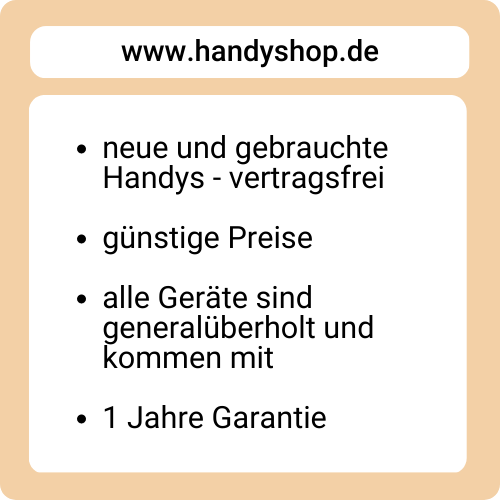 www.handyshop.de
• neue und gebrauchte
Handys - vertragsfrei
• günstige Preise
• alle Geräte sind
generalüberholt und
kommen mit
• 1 Jahre Garantie